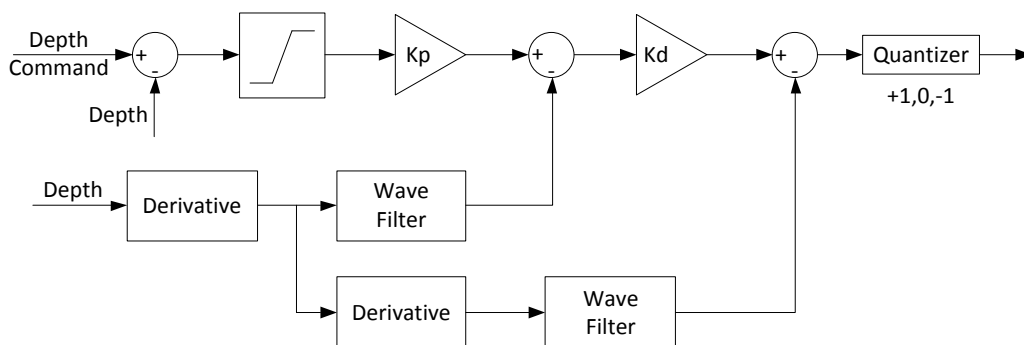 Depth
Command
+
-
Depth
Kp
+
-
Kd
+
-
Quantizer
+1,0,-1
Depth
Derivative
Wave
Filter
Derivative
Wave
Filter